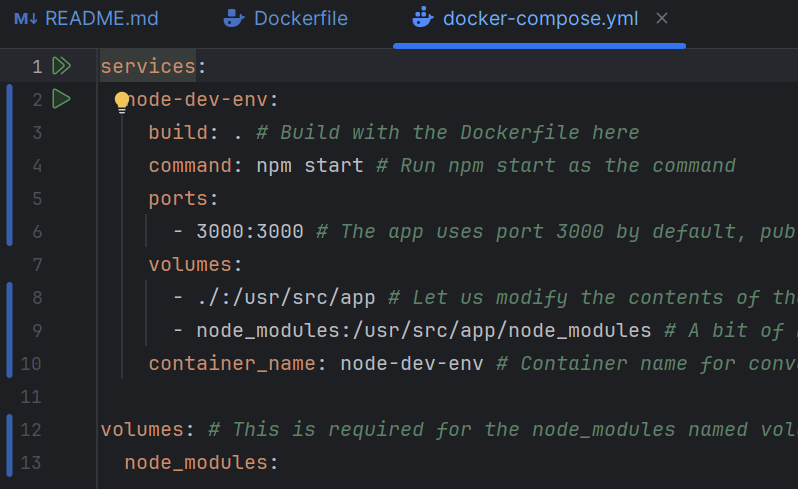 README.md
Dockerfile
docker-compose.yml
1 services:
2 node-dev-env:
3 build: . # Build with the Dockerfile here
4 command: npm start # Run npm start as the command
5 ports:
6 - 3000:3000 # The app uses port 3000 by default,
7 volumes:
8 - ./:/usr/src/app # Let us modify the contents of
9 - node_modules:/usr/src/app/node_modules # A bit of
10 container_name: node-dev-env # Container name for
11
12 volumes: # This is required for the node_modules named
13 node_modules: